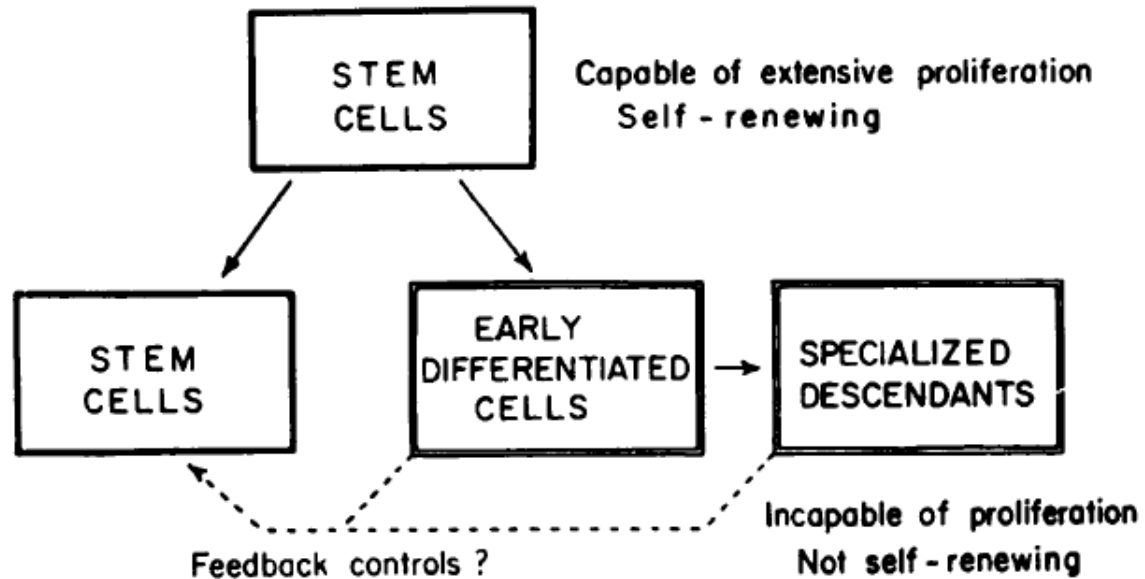 STEM
CELLS
Capable of extensive proliferation
Self - renewing
STEM
CELLS
EARLY
DIFFERENTIATED
CELLS
SPECIALIZED
DESCENDANTS
Feedback controls ?
Incapable of proliferation
Not self - renewing